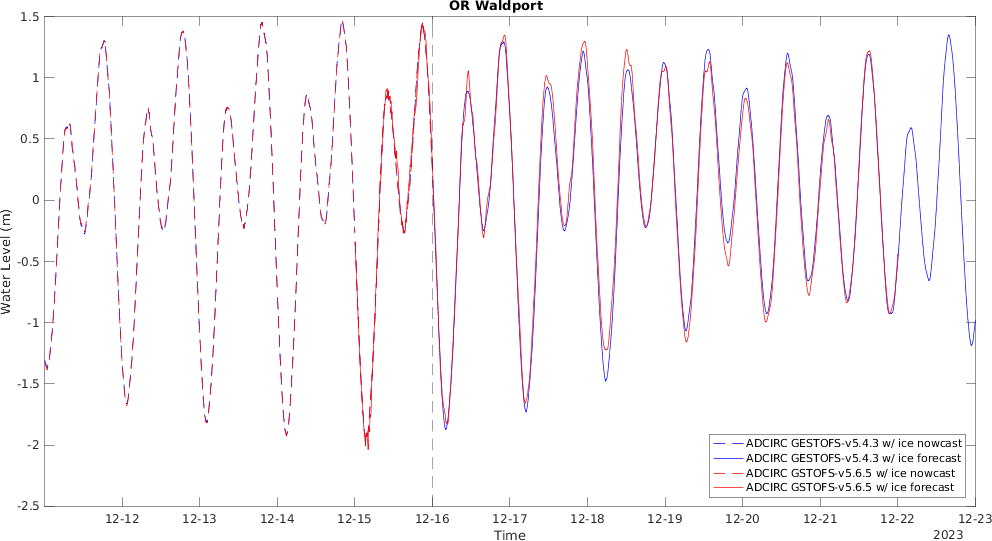 OR Waldport
1.5
1
0.5
0
-0.5
-1
-1.5
-2
-2.5
Water Level (m)
ADCIRC GESTOFS-v5.4.3 w/ ice nowcast
ADCIRC GESTOFS-v5.4.3 w/ ice forecast
ADCIRC GSTOFS-v5.6.5 w/ ice nowcast
ADCIRC GSTOFS-v5.6.5 w/ ice forecast
12-12 12-13 12-14 12-15 12-16 12-17 12-18 12-19 12-20 12-21 12-22 12-23
Time
2023